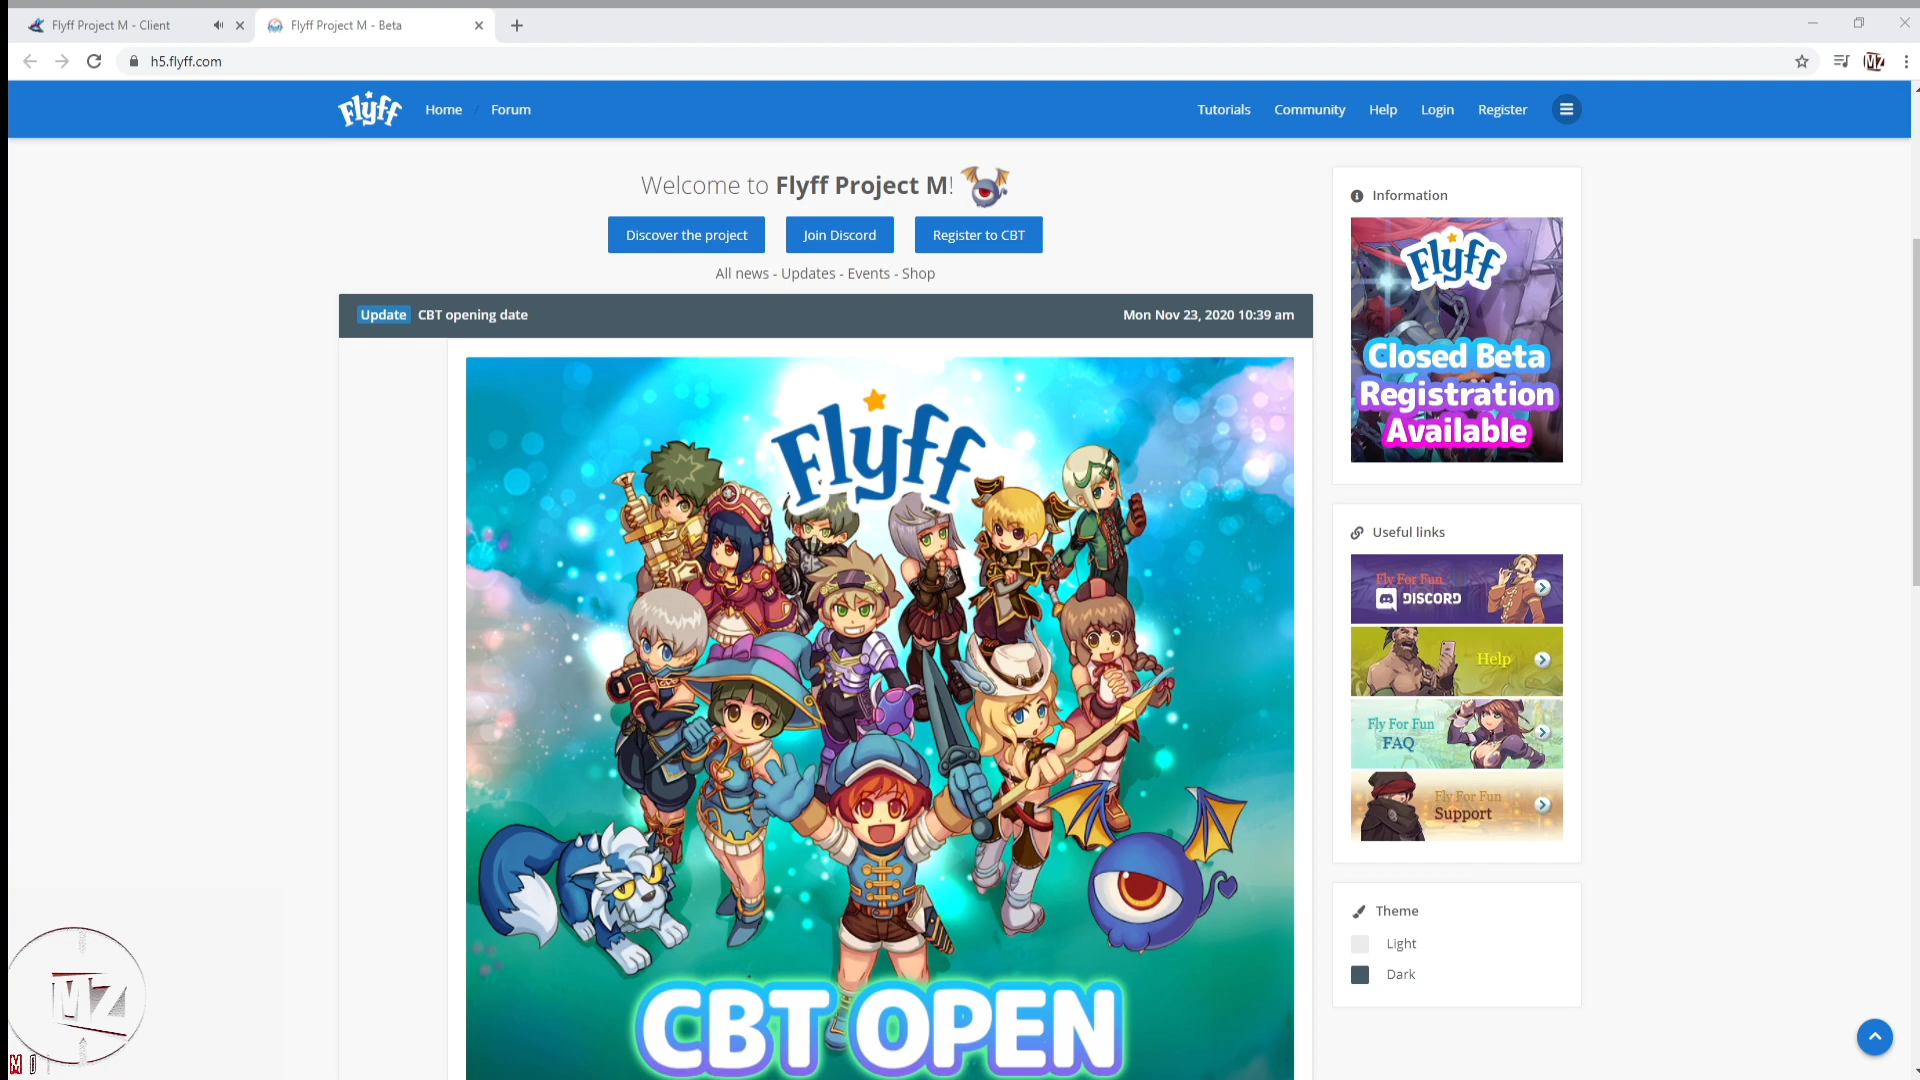 Flyff Project M - Client
Flyff Project M - Beta
h5.flyff.com
MZ
Flyff
Home
Forum
Tutorials
Community
Help
Login
Register
Welcome to Flyff Project M!
Discover the project
Join Discord
Register to CBT
All news - Updates - Events - Shop
Update CBT opening date
Mon Nov 23, 2020 10:39 am
Flyff
CBT OPEN
Information
Flyff
Closed Beta
Registration
Available
Useful links
Fly For Fun
DISCORD
Help
Fly For Fun
FAQ
Fly For Fun
Support
Theme
Light
Dark
MZ